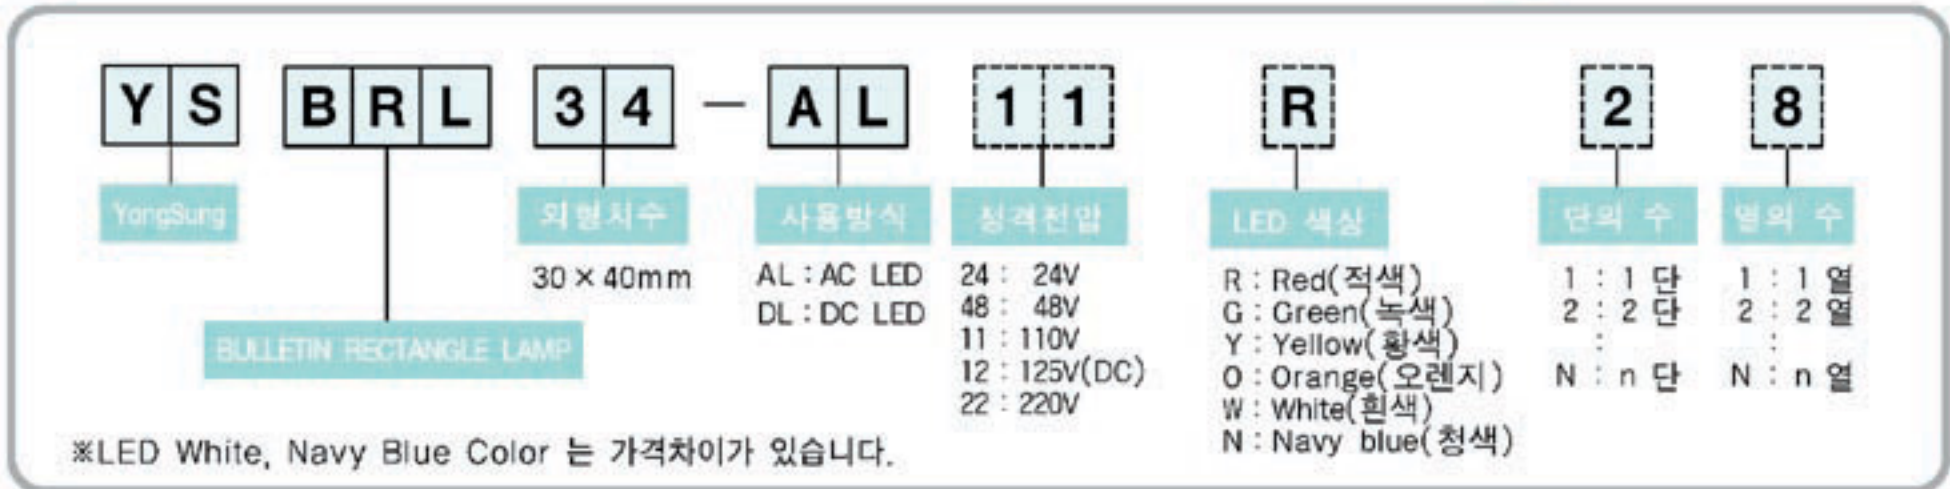 YS BRL 34 - AL 11 R 2 8
YongSung 외형치수 사용방식 정격전압 LED 색상 단의 수 열의 수
BULLETIN RECTANGLE LAMP
30×40mm
AL : AC LED
DL : DC LED
24 : 24V
48 : 48V
11 : 110V
12 : 125V(DC)
22 : 220V
R : Red(적색)
G : Green(녹색)
Y : Yellow(황색)
O : Orange(오렌지)
W : White(흰색)
N : Navy blue(청색)
1 : 1 단
2 : 2 단
:
N : n 단
1 : 1 열
2 : 2 열
:
N : n 열
※LED White, Navy Blue Color 는 가격차이가 있습니다.